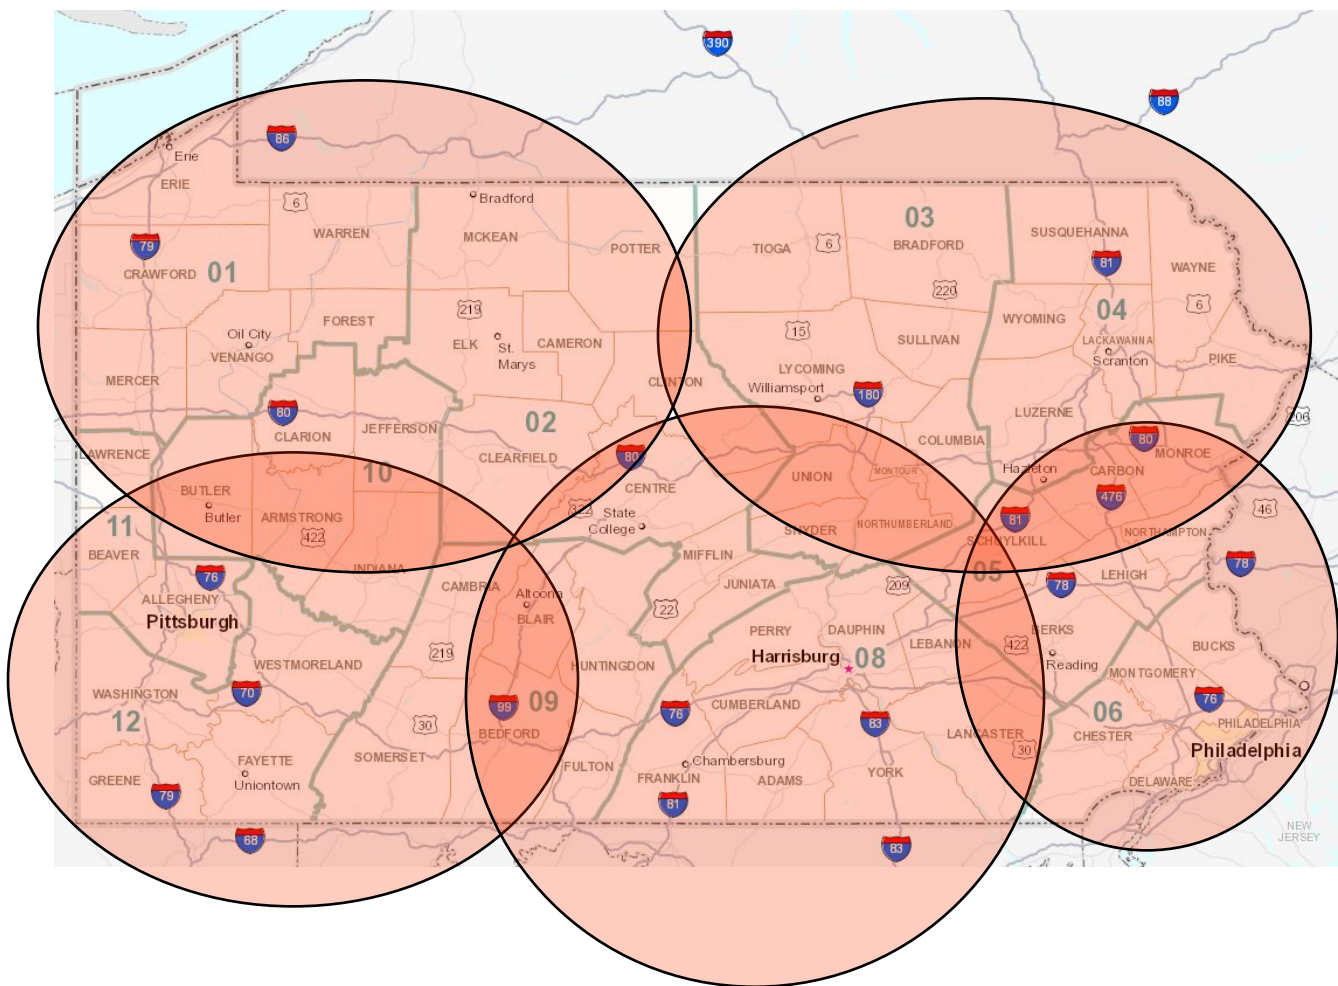 390
88
86
Erie
ERIE
6
Bradford
MCKEAN
WARREN
POTTER
03
BRADFORD
TIOGA
6
SUSQUEHANNA
79
CRAWFORD
01
81
WAYNE
220
6
219
FOREST
Oil City
VENANGO
ELK
St.
Marys
CAMERON
15
SULLIVAN
WYOMING
04
LACKAWANNA
Scranton
PIKE
MERCER
CLINTON
LYCOMING
Williamsport
180
80
CLARION
JEFFERSON
02
LUZERNE
206
LAWRENCE
CLEARFIELD
80
COLUMBIA
80
MONROE
10
CENTRE
UNION
MONTOUR
Hazleton
CARBON
BUTLER
Butler
ARMSTRONG
422
322
State
College
476
46
11
BEAVER
SNYDER
NORTHUMBERLAND
81
SCHUYLKILL
NORTHAMPTON
INDIANA
MIFFLIN
05
78
76
CAMBRIA
JUNIATA
209
78
LEHIGH
ALLEGHENY
Pittsburgh
Altoona
BLAIR
22
PERRY
DAUPHIN
LEBANON
422
BERKS
BUCKS
219
WESTMORELAND
HUNTINGDON
Harrisburg
08
Reading
MONTGOMERY
WASHINGTON
70
12
99
09
76
CUMBERLAND
83
76
06
CHESTER
PHILADELPHIA
30
BEDFORD
LANCASTER
30
Philadelphia
SOMERSET
FAYETTE
Uniontown
GREENE
79
FULTON
FRANKLIN
Chambersburg
ADAMS
YORK
DELAWARE
81
68
83
NEW
JERSEY